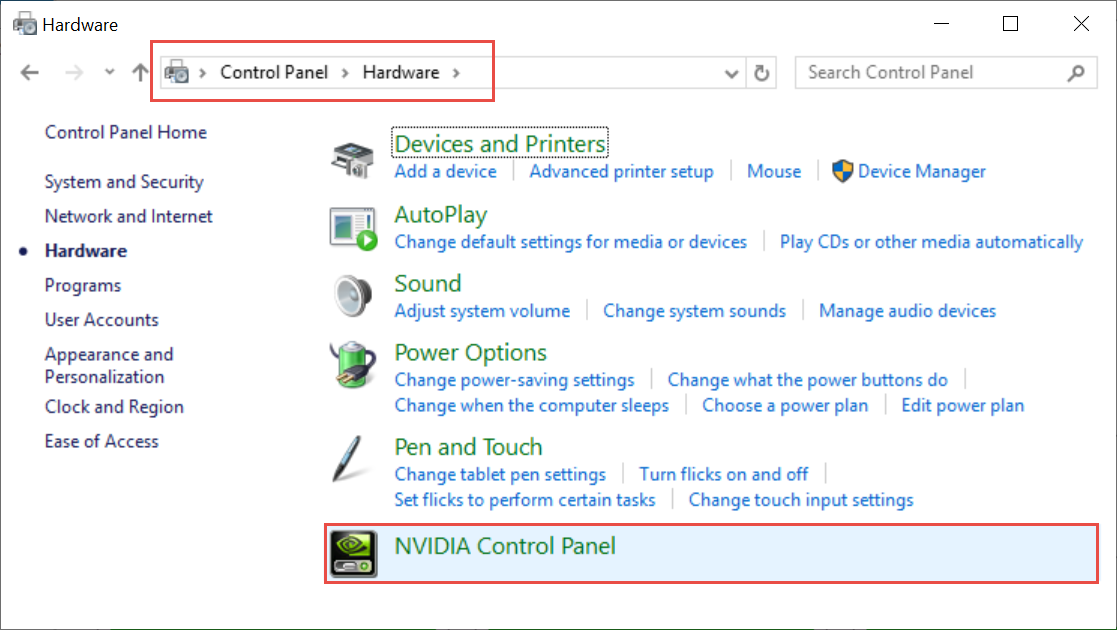 Hardware
Control Panel > Hardware >
Search Control Panel
Control Panel Home
System and Security
Network and Internet
Hardware
Programs
User Accounts
Appearance and
Personalization
Clock and Region
Ease of Access
Devices and Printers
Add a device | Advanced printer setup | Mouse | Device Manager
AutoPlay
Change default settings for media or devices | Play CDs or other media automatically
Sound
Adjust system volume | Change system sounds | Manage audio devices
Power Options
Change power-saving settings | Change what the power buttons do |
Change when the computer sleeps | Choose a power plan | Edit power plan
Pen and Touch
Change tablet pen settings | Turn flicks on and off |
Set flicks to perform certain tasks | Change touch input settings
NVIDIA Control Panel